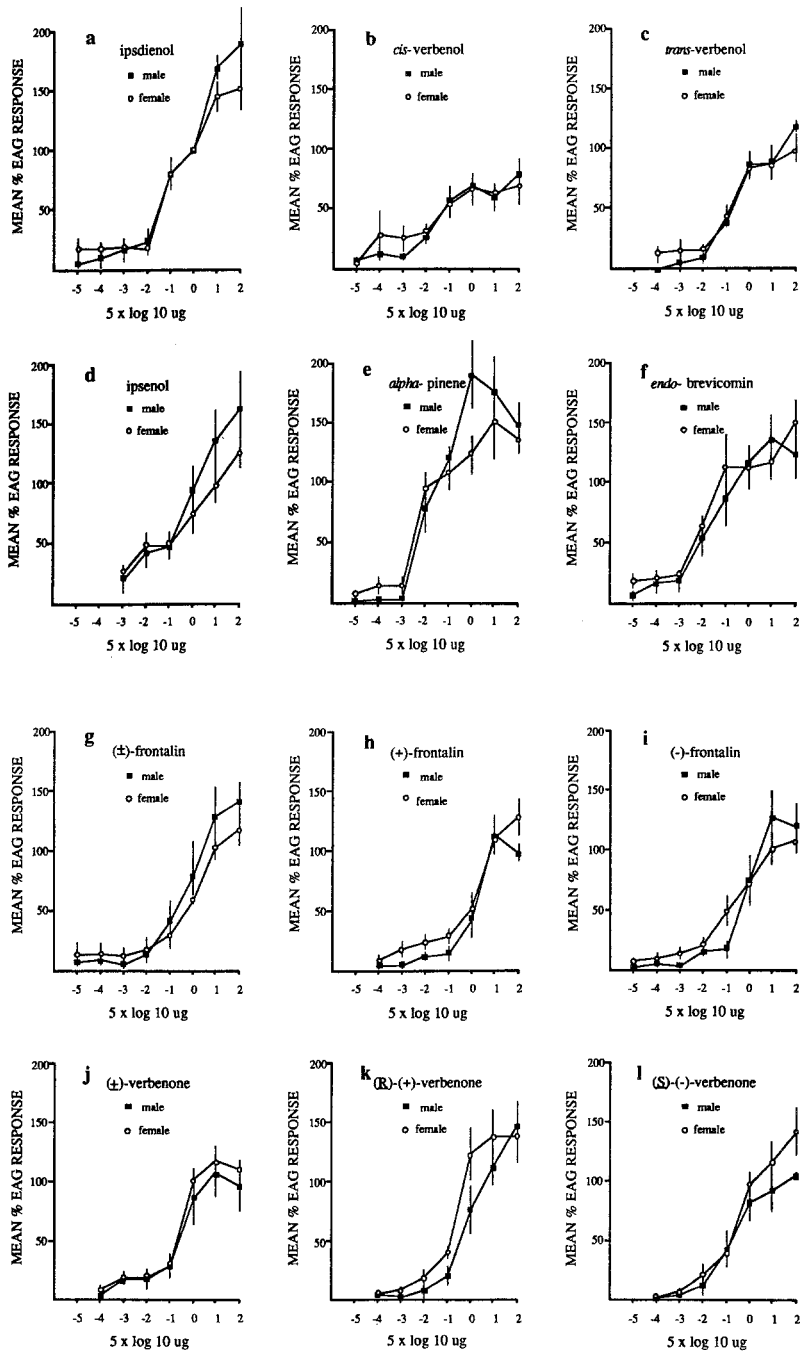 a
ipsdienol
male
female
MEAN % EAG RESPONSE
200
150
100
50
-5 -4 -3 -2 -1 0 1 2
5 x log 10 ug
b
cis-verbenol
male
female
MEAN % EAG RESPONSE
200
150
100
50
-5 -4 -3 -2 -1 0 1 2
5 x log 10 ug
c
trans-verbenol
male
female
MEAN % EAG RESPONSE
200
150
100
50
-5 -4 -3 -2 -1 0 1 2
5 x log 10 ug
d
ipsenol
male
female
MEAN % EAG RESPONSE
200
150
100
50
-5 -4 -3 -2 -1 0 1 2
5 x log 10 ug
e
alpha- pinene
male
female
MEAN % EAG RESPONSE
200
150
100
50
-5 -4 -3 -2 -1 0 1 2
5 x log 10 ug
f
endo- brevicomin
male
female
MEAN % EAG RESPONSE
200
150
100
50
-5 -4 -3 -2 -1 0 1 2
5 x log 10 ug
g
(±)-frontalin
male
female
MEAN % EAG RESPONSE
200
150
100
50
-5 -4 -3 -2 -1 0 1 2
5 x log 10 ug
h
(+)-frontalin
male
female
MEAN % EAG RESPONSE
200
150
100
50
-5 -4 -3 -2 -1 0 1 2
5 x log 10 ug
i
(-)-frontalin
male
female
MEAN % EAG RESPONSE
200
150
100
50
-5 -4 -3 -2 -1 0 1 2
5 x log 10 ug
j
(±)-verbenone
male
female
MEAN % EAG RESPONSE
200
150
100
50
-5 -4 -3 -2 -1 0 1 2
5 x log 10 ug
k
(R)-(+)-verbenone
male
female
MEAN % EAG RESPONSE
200
150
100
50
-5 -4 -3 -2 -1 0 1 2
5 x log 10 ug
l
(S)-(-)-verbenone
male
female
MEAN % EAG RESPONSE
200
150
100
50
-5 -4 -3 -2 -1 0 1 2
5 x log 10 ug